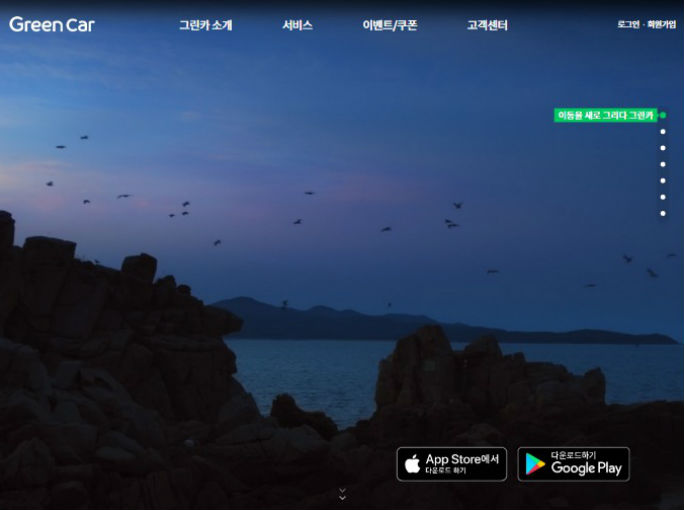 Green Car
그린카 소개
서비스
이벤트/쿠폰
고객센터
로그인 · 회원가입
이동을 새로 그리다 그린카
App Store에서
다운로드 하기
다운로드하기
Google Play